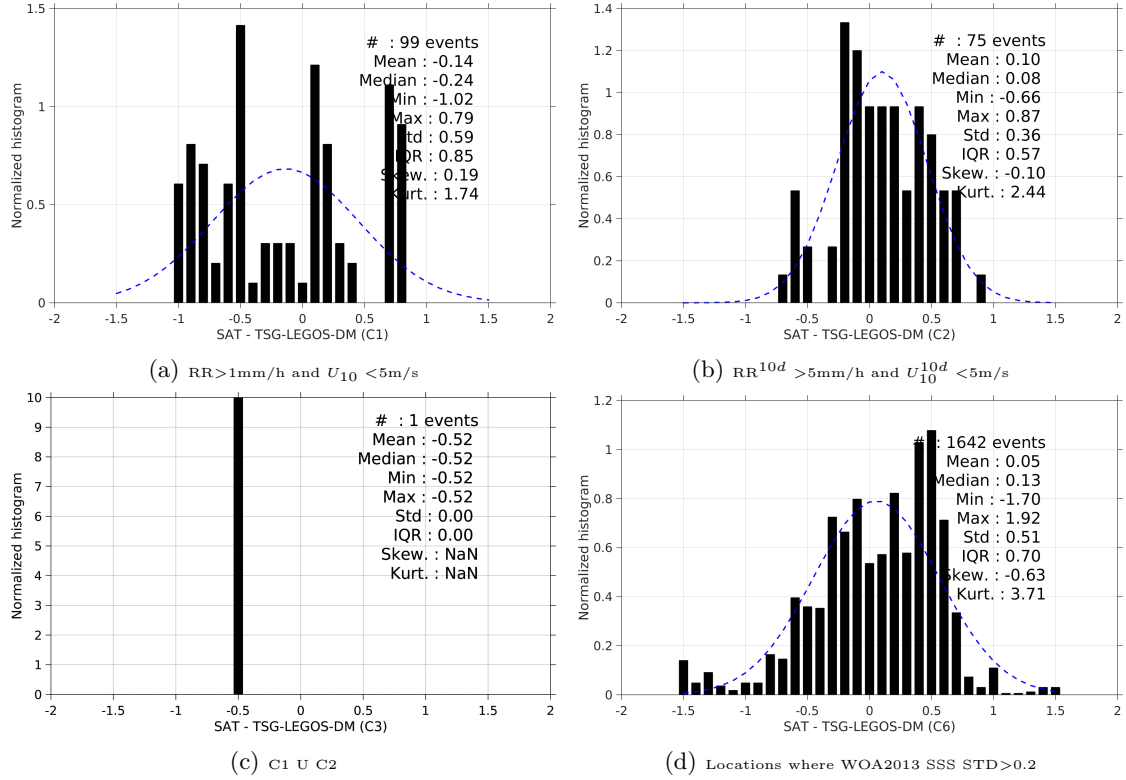 1.5
1
0.5
0
Normalized histogram
# : 99 events
Mean : -0.14
Median : -0.24
Min : -1.02
Max : 0.79
Std : 0.59
IQR : 0.85
Skew. : 0.19
Kurt. : 1.74
-2 -1.5 -1 -0.5 0 0.5 1 1.5 2
SAT - TSG-LEGOS-DM (C1)
(a) RR>1mm/h and U10 <5m/s
1.4
1.2
1
0.8
0.6
0.4
0.2
0
Normalized histogram
# : 75 events
Mean : 0.10
Median : 0.08
Min : -0.66
Max : 0.87
Std : 0.36
IQR : 0.57
Skew. : -0.10
Kurt. : 2.44
-2 -1.5 -1 -0.5 0 0.5 1 1.5 2
SAT - TSG-LEGOS-DM (C2)
(b) RR10d >5mm/h and U10d10 <5m/s
10
9
8
7
6
5
4
3
2
1
0
Normalized histogram
# : 1 events
Mean : -0.52
Median : -0.52
Min : -0.52
Max : -0.52
Std : 0.00
IQR : 0.00
Skew. : NaN
Kurt. : NaN
-2 -1.5 -1 -0.5 0 0.5 1 1.5 2
SAT - TSG-LEGOS-DM (C3)
(c) C1 U C2
1.2
1
0.8
0.6
0.4
0.2
0
Normalized histogram
# : 1642 events
Mean : 0.05
Median : 0.13
Min : -1.70
Max : 1.92
Std : 0.51
IQR : 0.70
Skew. : -0.63
Kurt. : 3.71
-2 -1.5 -1 -0.5 0 0.5 1 1.5 2
SAT - TSG-LEGOS-DM (C6)
(d) Locations where WOA2013 SSS STD>0.2